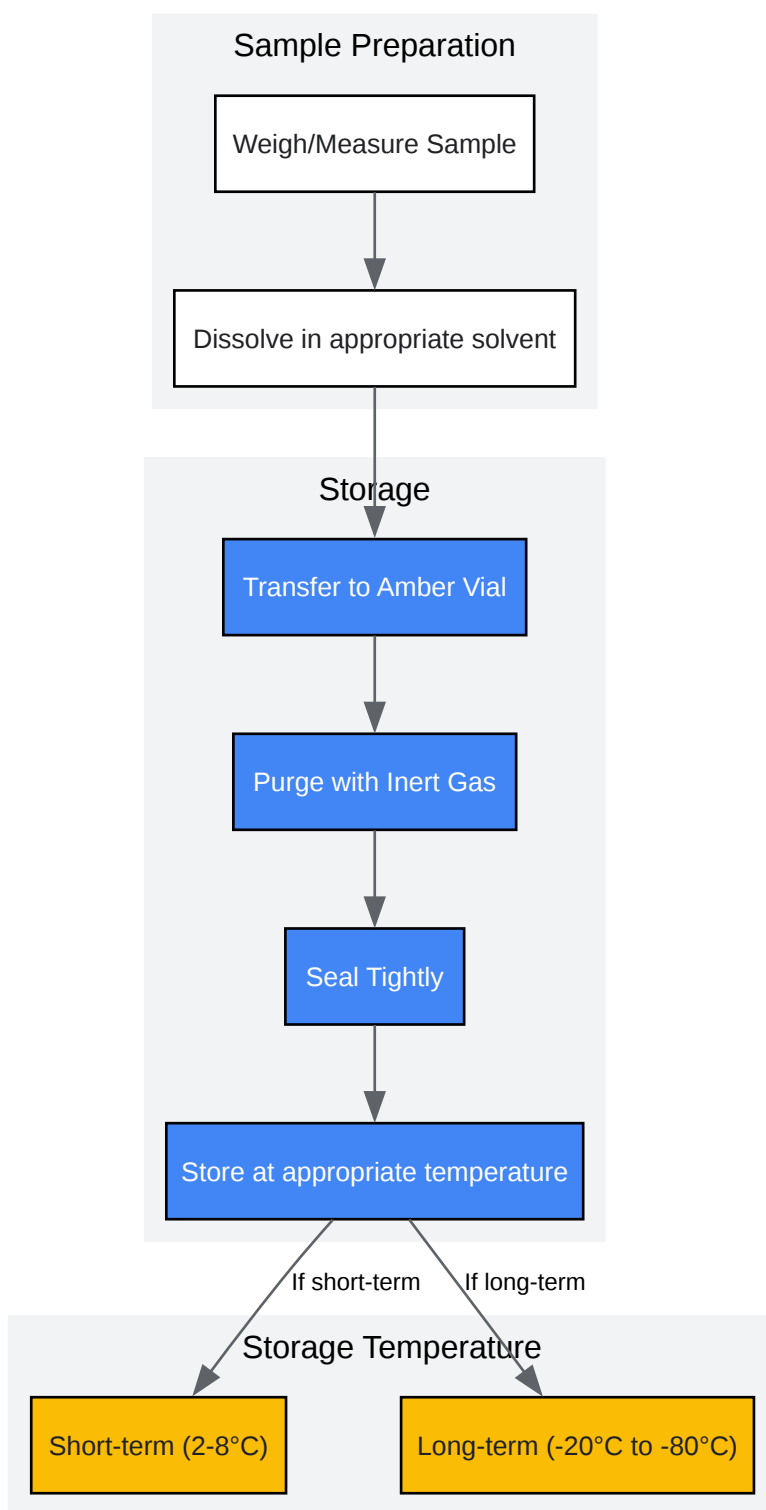 Sample Preparation
Weigh/Measure Sample
Dissolve in appropriate solvent
Storage
Transfer to Amber Vial
Purge with Inert Gas
Seal Tightly
Store at appropriate temperature
If short-term
If long-term
Storage Temperature
Short-term (2-8°C)
Long-term (-20°C to -80°C)